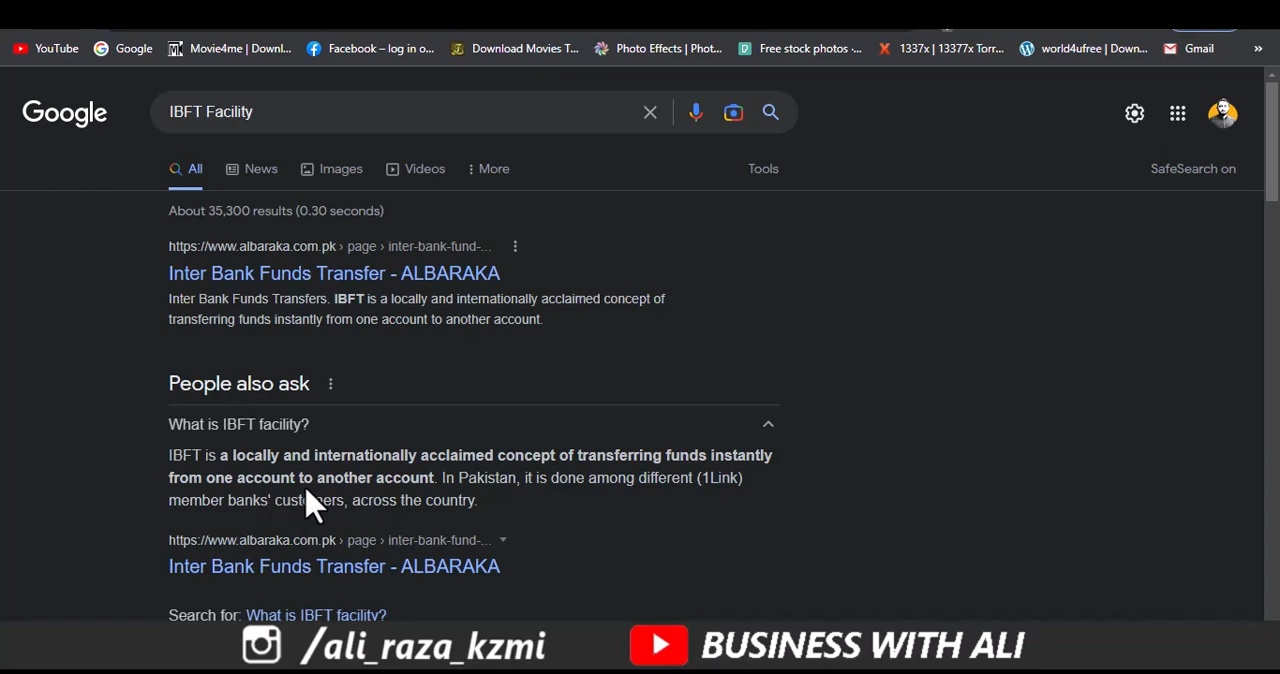 YouTube Google Movie4me | Downl... Facebook – log in o... Download Movies T... Photo Effects | Phot... Free stock photos ·... 1337x | 13377x Torr... world4ufree | Down... Gmail »
Google IBFT Facility
All News Images Videos More Tools SafeSearch on
About 35,300 results (0.30 seconds)
https://www.albaraka.com.pk › page › inter-bank-fund-...
Inter Bank Funds Transfer - ALBARAKA
Inter Bank Funds Transfers. IBFT is a locally and internationally acclaimed concept of
transferring funds instantly from one account to another account.
People also ask
What is IBFT facility?
IBFT is a locally and internationally acclaimed concept of transferring funds instantly
from one account to another account. In Pakistan, it is done among different (1Link)
member banks' customers, across the country.
https://www.albaraka.com.pk › page › inter-bank-fund-...
Inter Bank Funds Transfer - ALBARAKA
Search for: What is IBFT facility?
/ali_raza_kzmi BUSINESS WITH ALI